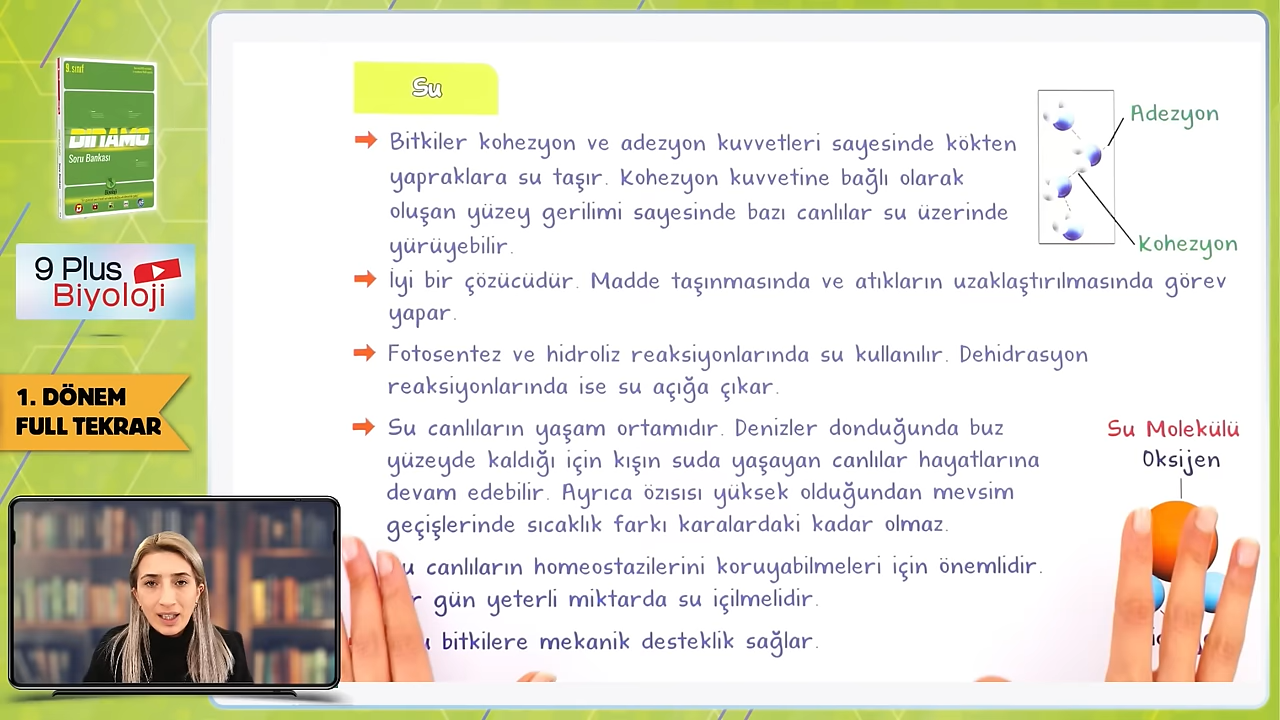 9. sınıf
DINAMO
Soru Bankası
9 Plus
Biyoloji
1. DÖNEM
FULL TEKRAR
Su
Bitkiler kohezyon ve adezyon kuvvetleri sayesinde kökten
yapraklara su taşır. Kohezyon kuvvetine bağlı olarak
oluşan yüzey gerilimi sayesinde bazı canlılar su üzerinde
yürüyebilir.
Adezyon
Kohezyon
İyi bir çözücüdür. Madde taşınmasında ve atıkların uzaklaştırılmasında görev
yapar.
Fotosentez ve hidroliz reaksiyonlarında su kullanılır. Dehidrasyon
reaksiyonlarında ise su açığa çıkar.
Su canlıların yaşam ortamıdır. Denizler donduğunda buz
yüzeyde kaldığı için kışın suda yaşayan canlılar hayatlarına
devam edebilir. Ayrıca özısısı yüksek olduğundan mevsim
geçişlerinde sıcaklık farkı karalardaki kadar olmaz.
Su Molekülü
Oksijen
canlıların homeostazilerini koruyabilmeleri için önemlidir.
gün yeterli miktarda su içilmelidir.
bitkilere mekanik desteklik sağlar.